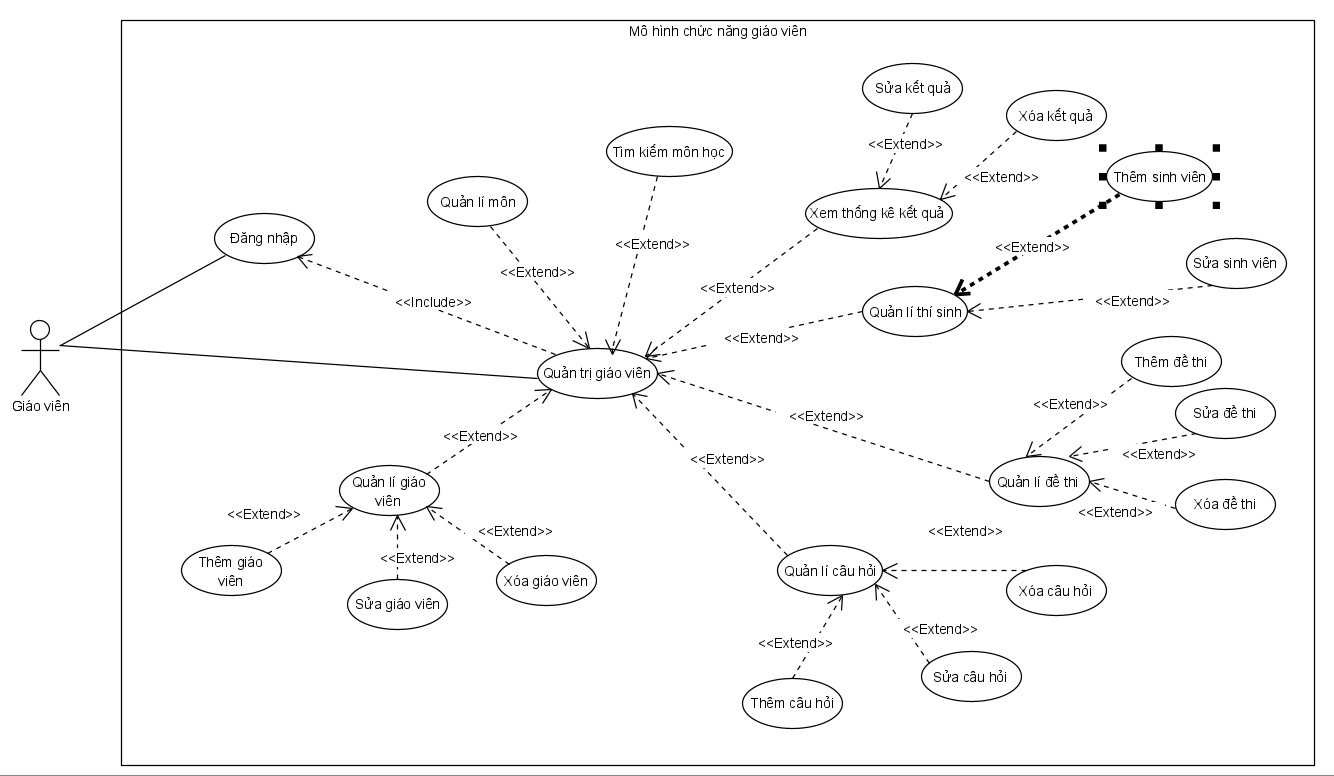 Mô hình chức năng giáo viên
Sửa kết quả
Xóa kết quả
<<Extend>>
Tìm kiếm môn học
<<Extend>>
Thêm sinh viên
Quản lí môn
Xem thống kê kết quả
Đăng nhập
<<Extend>>
<<Extend>>
Sửa sinh viên
<<Extend>>
<<Extend>>
<<Include>>
<<Extend>>
Quản lí thí sinh
<<Extend>>
Giáo viên
Quản trị giáo viên
Thêm đề thi
<<Extend>>
<<Extend>>
Sửa đề thi
<<Extend>>
<<Extend>>
<<Extend>>
Quản lí giáo
viên
Quản lí đề thi
Xóa đề thi
<<Extend>>
<<Extend>>
<<Extend>>
<<Extend>>
<<Extend>>
Thêm giáo
viên
Xóa giáo viên
Quản lí câu hỏi
Xóa câu hỏi
Sửa giáo viên
<<Extend>>
<<Extend>>
Sửa câu hỏi
Thêm câu hỏi